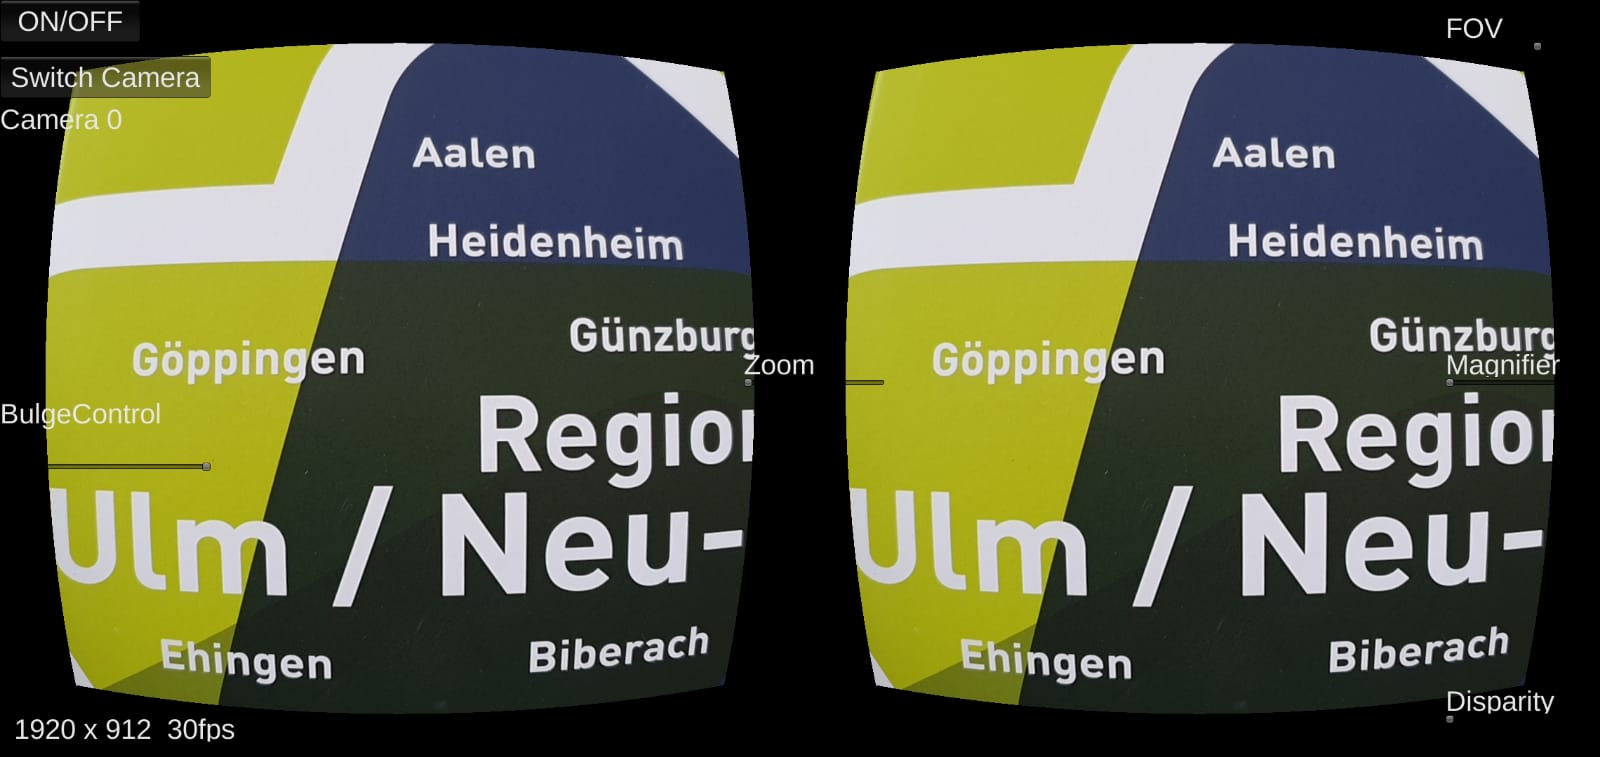 ON/OFF
FOV
Switch Camera
Camera 0
Aalen
Aalen
Heidenheim
Heidenheim
Günzburg
Günzburg
Göppingen
Göppingen
Zoom
Magnifier
BulgeControl
Region
Region
Ulm / Neu-
Ulm / Neu-
Ehingen
Biberach
Ehingen
Biberach
Disparity
1920 x 912 30fps